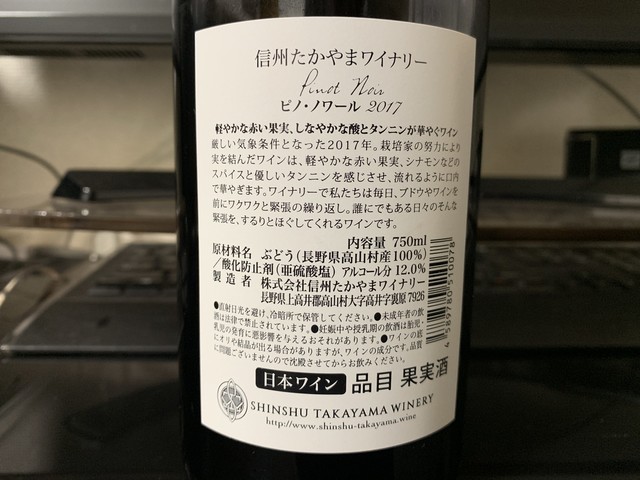 信州たかやまワイナリー
Pinot Noir
ピノ・ノワール 2017
軽やかな赤い果実、しなやかな酸とタンニンが華やぐワイン
厳しい気象条件となった2017年。栽培家の努力により
実を結んだワインは、軽やかな赤い果実、シナモンなどの
スパイスと優しいタンニンを感じさせ、流れるように口内
で華やぎます。ワイナリーで私たちは毎日、ブドウやワインを
前にワクワクと緊張の繰り返し。誰にでもある日々のそんな
緊張を、するりとほぐしてくれるワインです。
内容量 750ml
原材料名 ぶどう(長野県高山村産100%)
/酸化防止剤(亜硫酸塩) アルコール分 12.0%
製造者 株式会社信州たかやまワイナリー
長野県上高井郡高山村大字高井字裏原7926
●直射日光を避け、冷暗所で保管してください。●未成年者の飲
酒は法律で禁止されています。●妊娠中や授乳期の飲酒は胎児・
乳児の発育に悪影響を与えるおそれがあります。●ワインの瓶
にオリや結晶が出る場合がありますが、ワインの成分です。品質
に問題ございませんので沈殿させてからお飲みください。
日本ワイン 品目 果実酒
SHINSHU TAKAYAMA WINERY
http://www.shinshu-takayama.wine